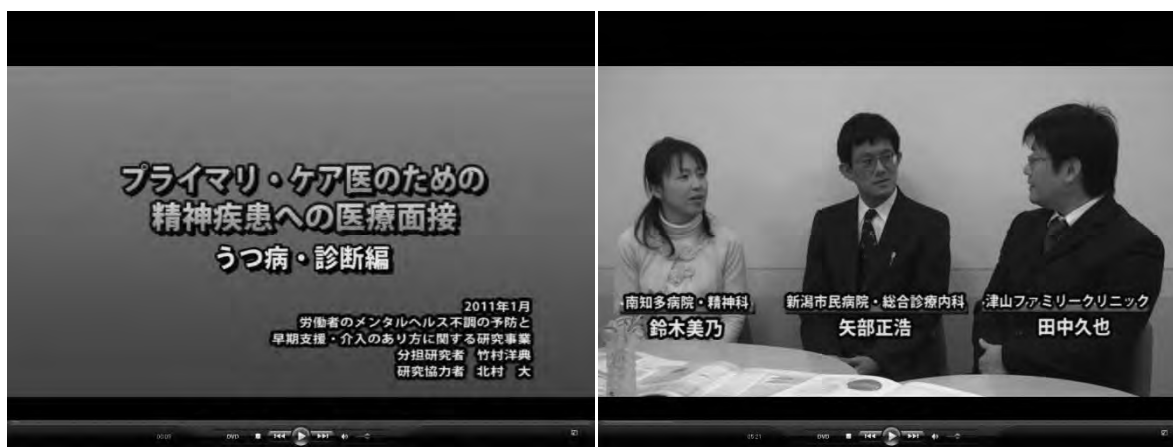 プライマリ・ケア医のための
精神疾患への医療面接
うつ病・診断編
2011年1月
労働者のメンタルヘルス不調の予防と
早期支援・介入のあり方に関する研究事業
分担研究者 竹村洋典
研究協力者 北村 大
00:05
DVD
南知多病院・精神科
鈴木美乃
新潟市民病院・総合診療内科
矢部正浩
津山ファミリークリニック
田中久也
DVD